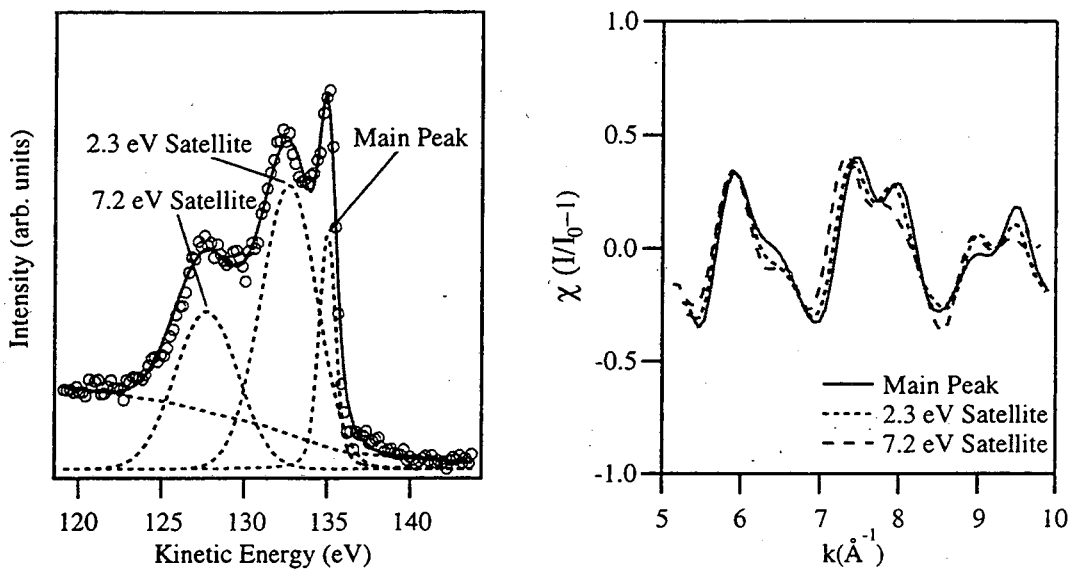 Intensity (arb. units)
2.3 eV Satellite
7.2 eV Satellite
Main Peak
120
125
130
135
140
Kinetic Energy (eV)
χ (I/I₀–1)
1.0
0.5
0.0
-0.5
-1.0
Main Peak
2.3 eV Satellite
7.2 eV Satellite
5
6
7
8
9
10
k(Å⁻¹)